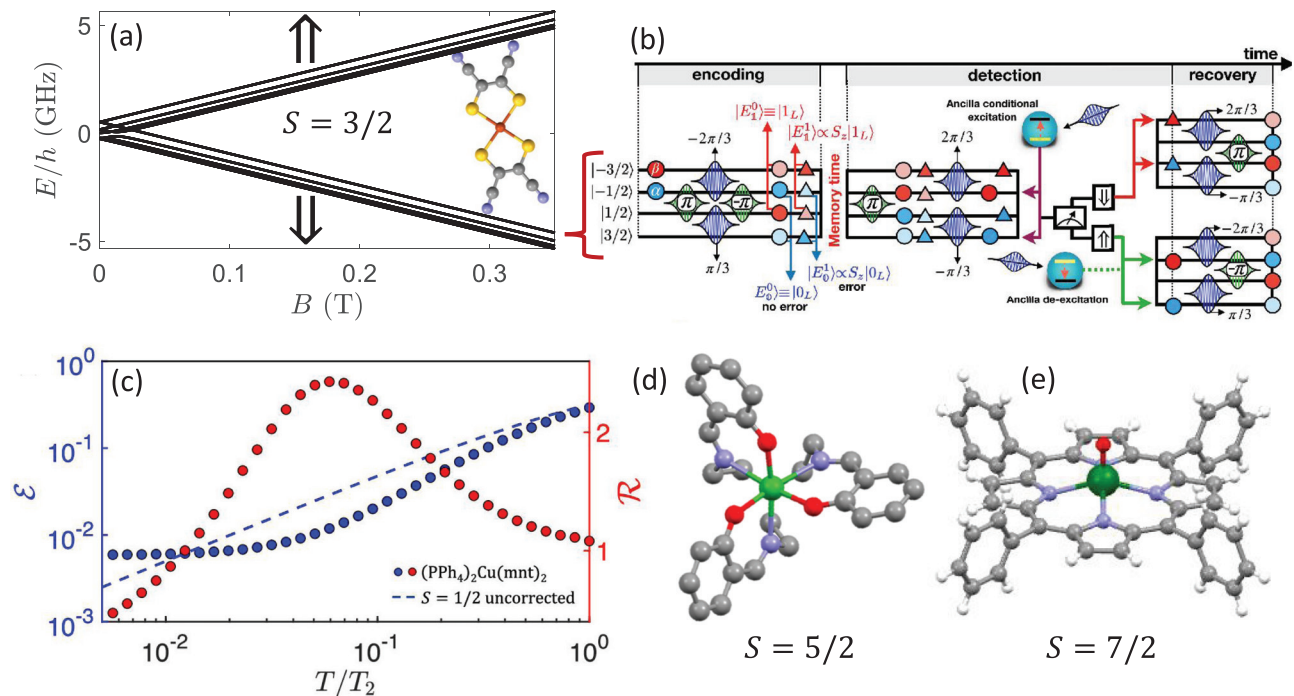 (a)
5
0
-5
E/h (GHz)
S = 3/2
⇑
⇓
0
0.1
0.2
0.3
B (T)
(b)
time
encoding
detection
recovery
|E₁⁰⟩≡|1_L⟩
|E₁¹⟩∝S_z|1_L⟩
-2π/3
|-3/2⟩
|-1/2⟩
|1/2⟩
|3/2⟩
β
α
π
-π
π/3
|E₀¹⟩∝S_z|0_L⟩
error
|E₀⁰⟩≡|0_L⟩
no error
Memory time
2π/3
π
-π/3
Ancilla conditional
excitation
⇓
⇑
Ancilla de-excitation
2π/3
π
-π/3
-2π/3
-π
π/3
(c)
10⁰
10⁻¹
10⁻²
10⁻³
ℰ
2
1
ℛ
(PPh₄)₂Cu(mnt)₂
S = 1/2 uncorrected
10⁻²
10⁻¹
10⁰
T/T₂
(d)
S = 5/2
(e)
S = 7/2